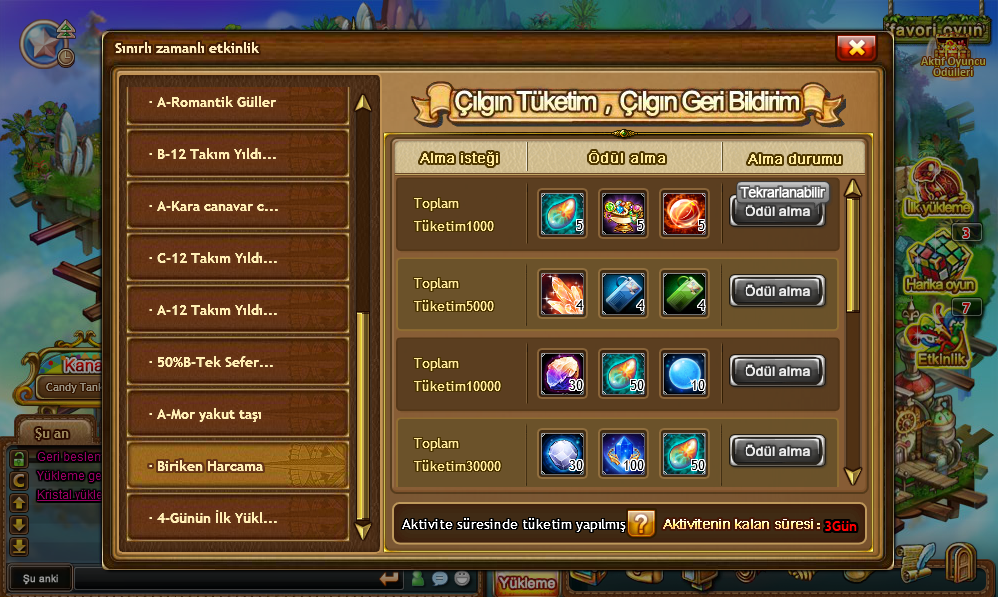 Sınırlı zamanlı etkinlik
favori oyun
Aktif Oyuncu
Ödülleri
· A-Romantik Güller
· B-12 Takım Yıldı...
· A-Kara canavar c...
· C-12 Takım Yıldı...
· A-12 Takım Yıldı...
· 50%B-Tek Sefer...
· A-Mor yakut taşı
· Biriken Harcama
· 4-Günün İlk Yükl...
Çılgın Tüketim , Çılgın Geri Bildirim
Alma isteği
Ödül alma
Alma durumu
Toplam
Tüketim1000
5
5
5
Tekrarlanabilir
Ödül alma
Toplam
Tüketim5000
4
4
4
Ödül alma
Toplam
Tüketim10000
30
50
10
Ödül alma
Toplam
Tüketim30000
30
100
50
Ödül alma
Aktivite süresinde tüketim yapılmış
?
Aktivitenin kalan süresi : 3Gün
İlk yükleme
3
Harika oyun
7
Etkinlik
Kana
Candy Tank
Şu an
Geri beslem
Yükleme ge
Kristal yükle
Şu anki
Yükleme